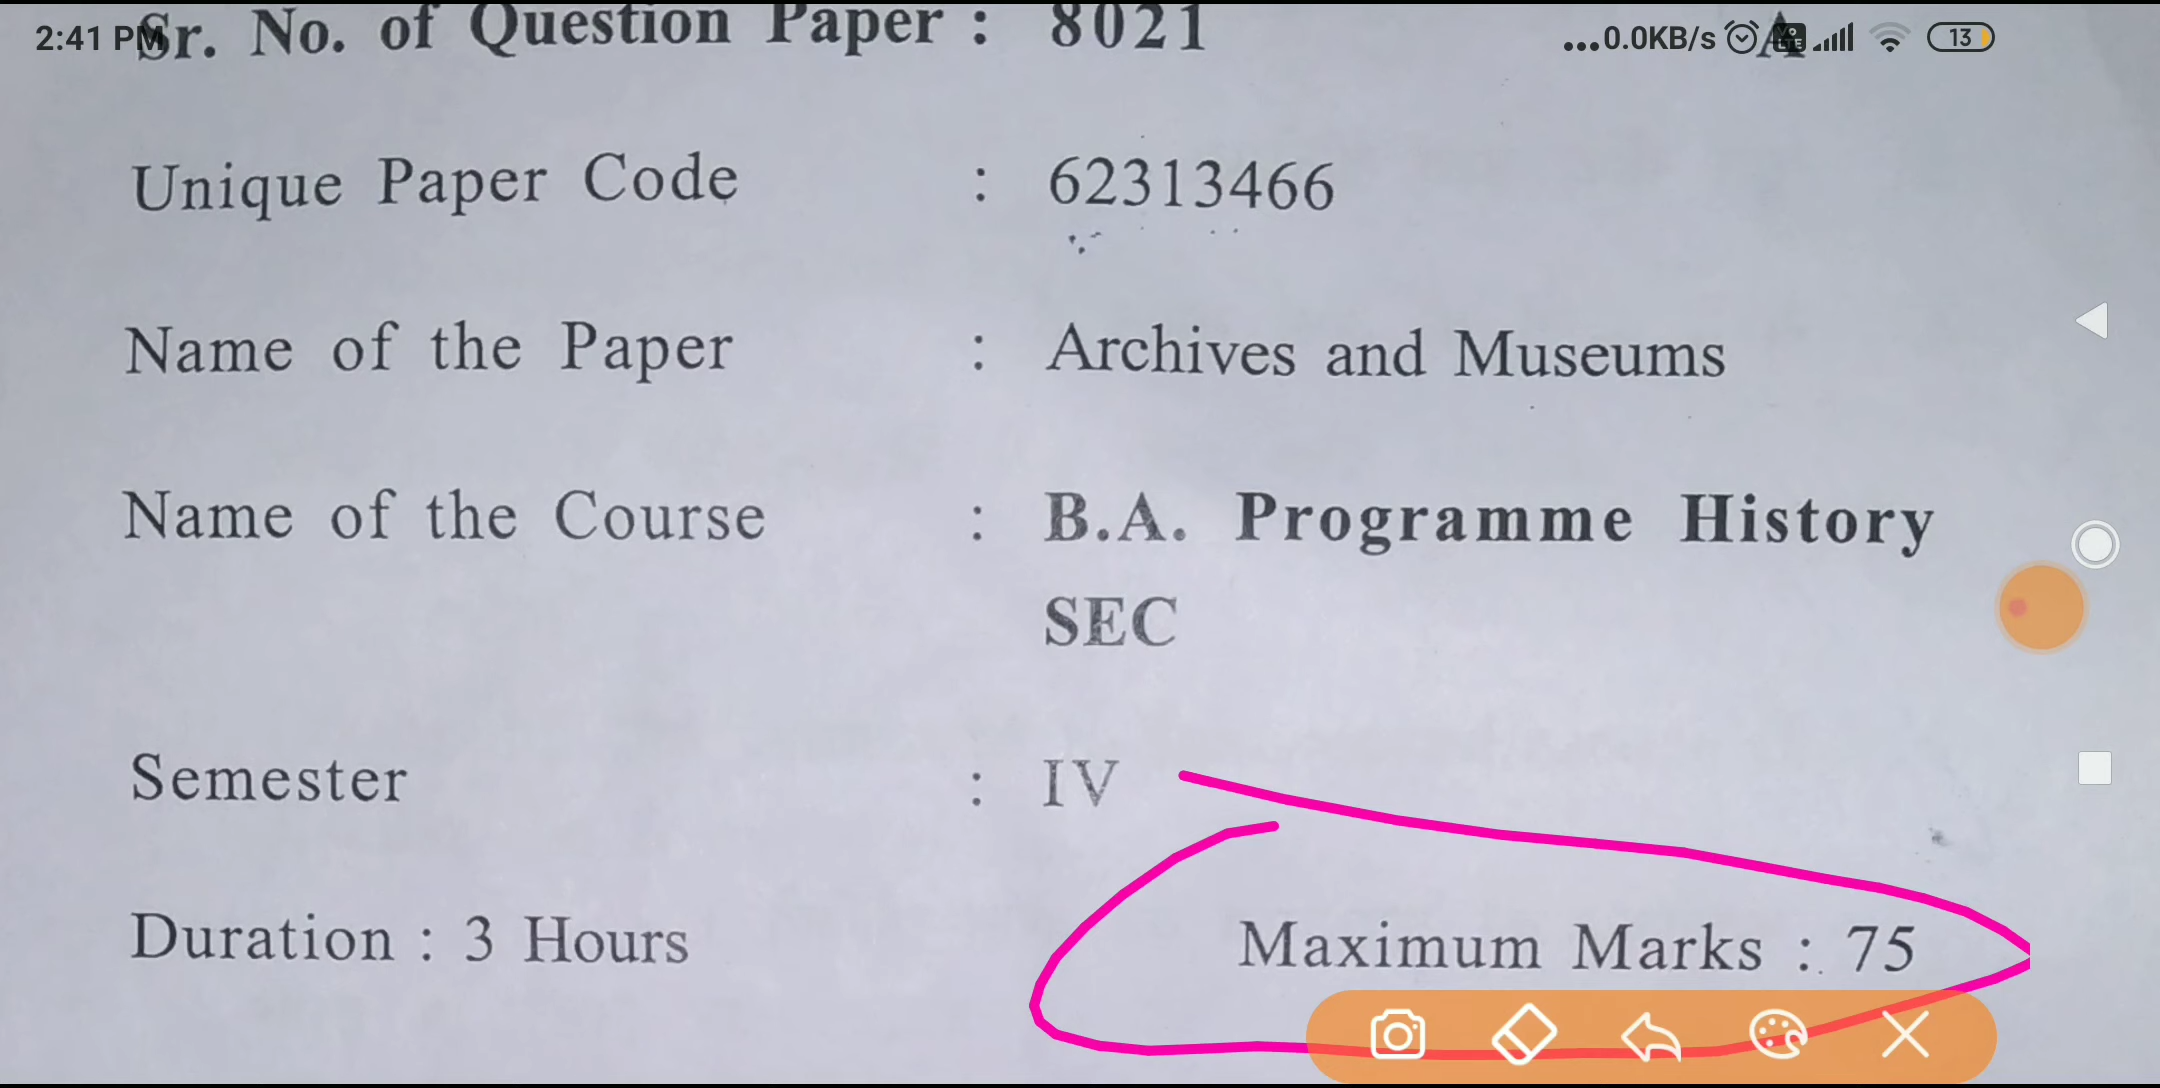 2:41 PM ...0.0KB/s 13
Sr. No. of Question Paper : 8021 A
Unique Paper Code : 62313466
Name of the Paper : Archives and Museums
Name of the Course : B.A. Programme History
SEC
Semester : IV
Duration : 3 Hours Maximum Marks : 75